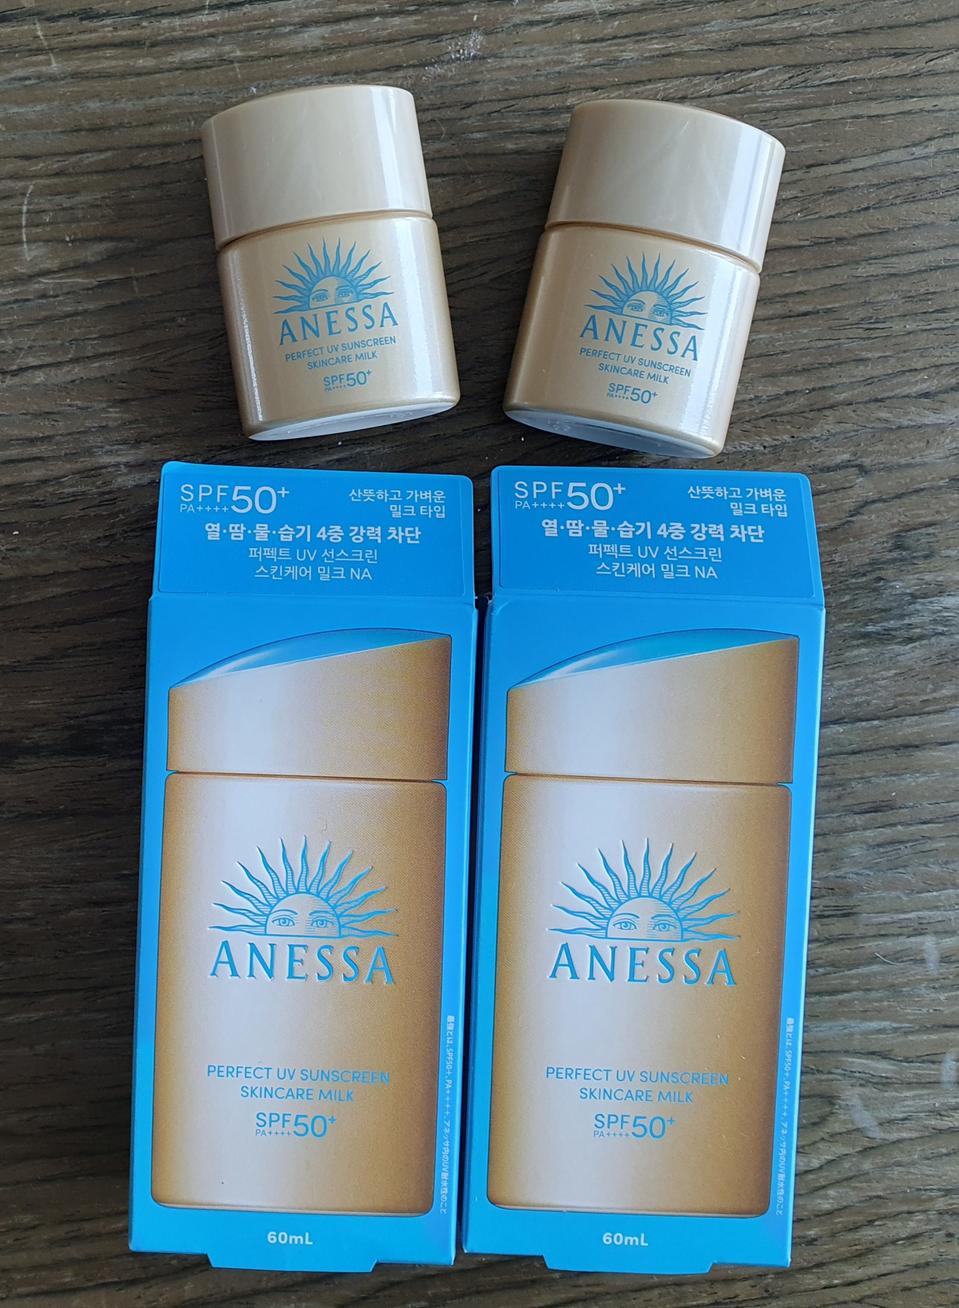 ANESSA
PERFECT UV SUNSCREEN
SKINCARE MILK
SPF50+
PA++++
ANESSA
PERFECT UV SUNSCREEN
SKINCARE MILK
SPF50+
PA++++
SPF50+
PA++++
산뜻하고 가벼운
밀크 타입
열·땀·물·습기 4중 강력 차단
퍼펙트 UV 선스크린
스킨케어 밀크 NA
ANESSA
PERFECT UV SUNSCREEN
SKINCARE MILK
SPF50+
PA++++
60mL
SPF50+
PA++++
산뜻하고 가벼운
밀크 타입
열·땀·물·습기 4중 강력 차단
퍼펙트 UV 선스크린
스킨케어 밀크 NA
ANESSA
PERFECT UV SUNSCREEN
SKINCARE MILK
SPF50+
PA++++
60mL